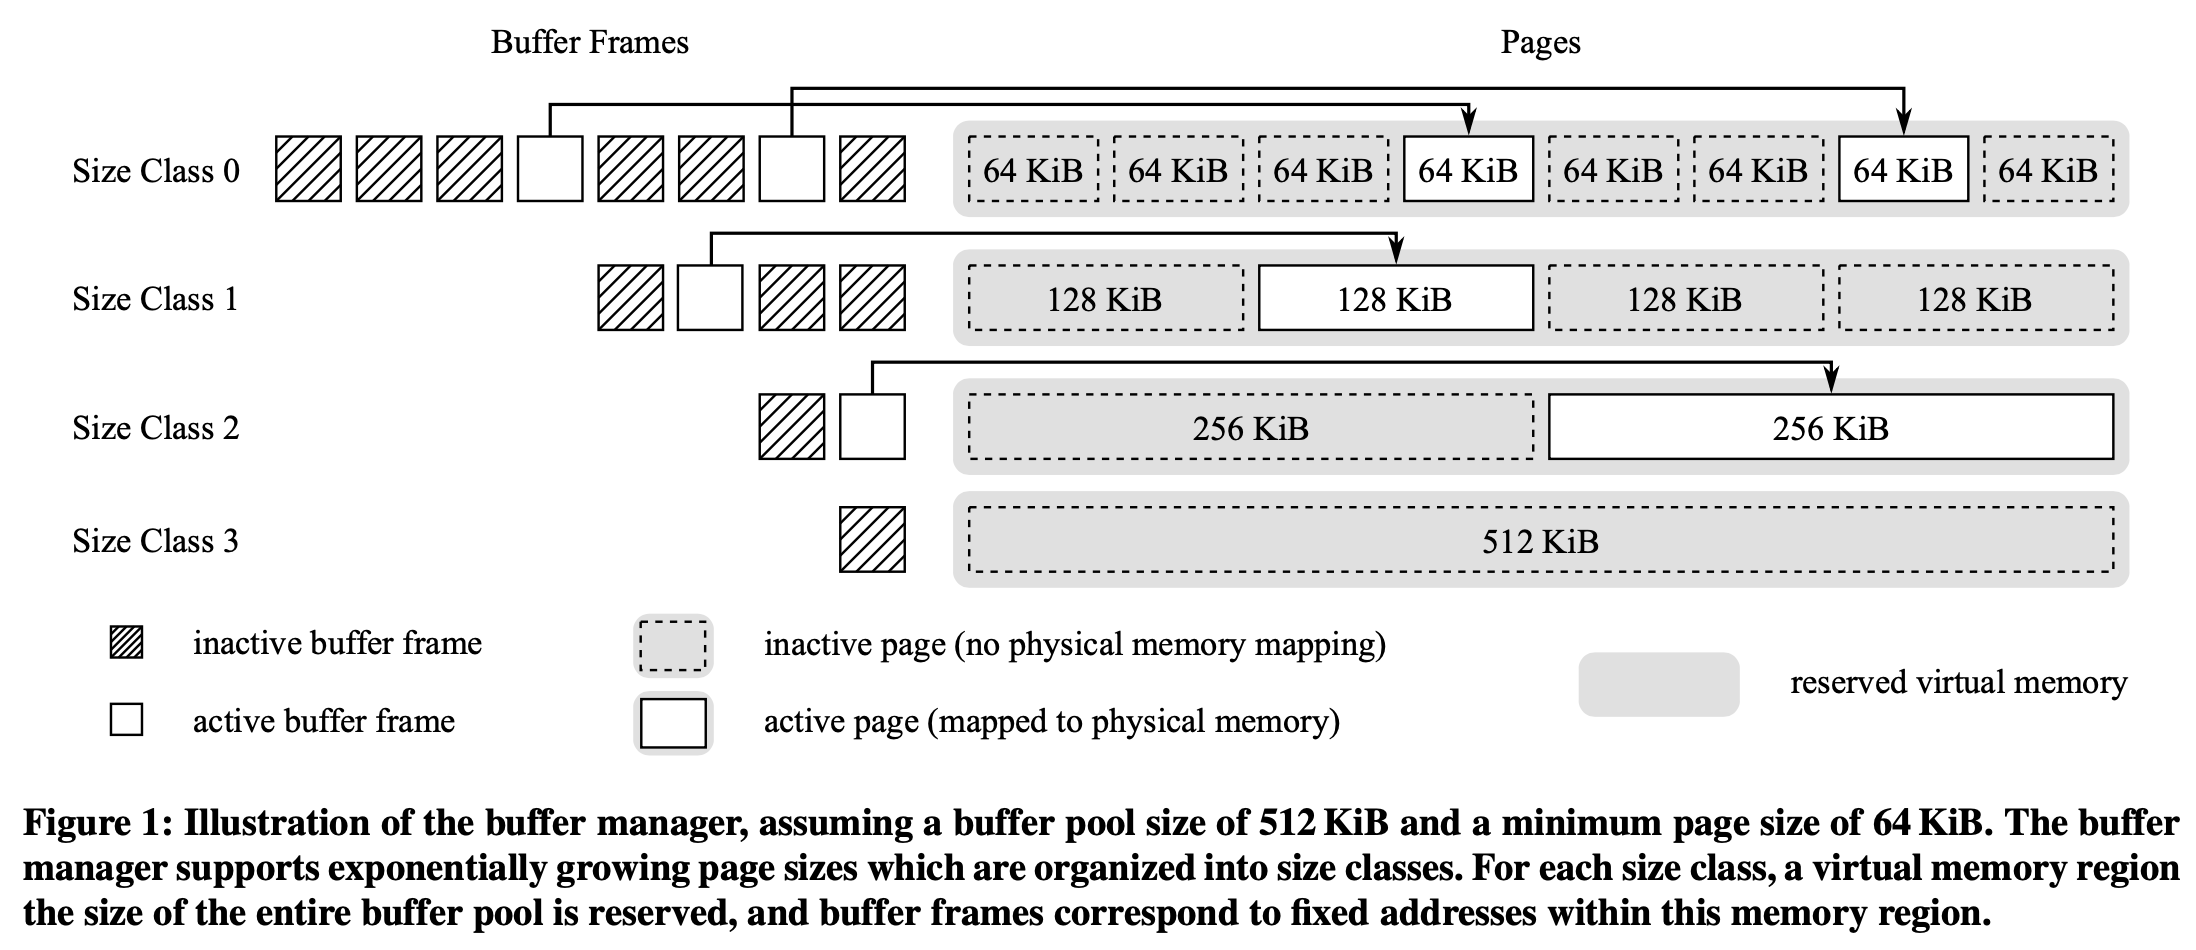 Buffer Frames Pages
Size Class 0 64 KiB 64 KiB 64 KiB 64 KiB 64 KiB 64 KiB 64 KiB 64 KiB
Size Class 1 128 KiB 128 KiB 128 KiB 128 KiB
Size Class 2 256 KiB 256 KiB
Size Class 3 512 KiB
inactive buffer frame inactive page (no physical memory mapping)
reserved virtual memory
active buffer frame active page (mapped to physical memory)
Figure 1: Illustration of the buffer manager, assuming a buffer pool size of 512 KiB and a minimum page size of 64 KiB. The buffer
manager supports exponentially growing page sizes which are organized into size classes. For each size class, a virtual memory region
the size of the entire buffer pool is reserved, and buffer frames correspond to fixed addresses within this memory region.